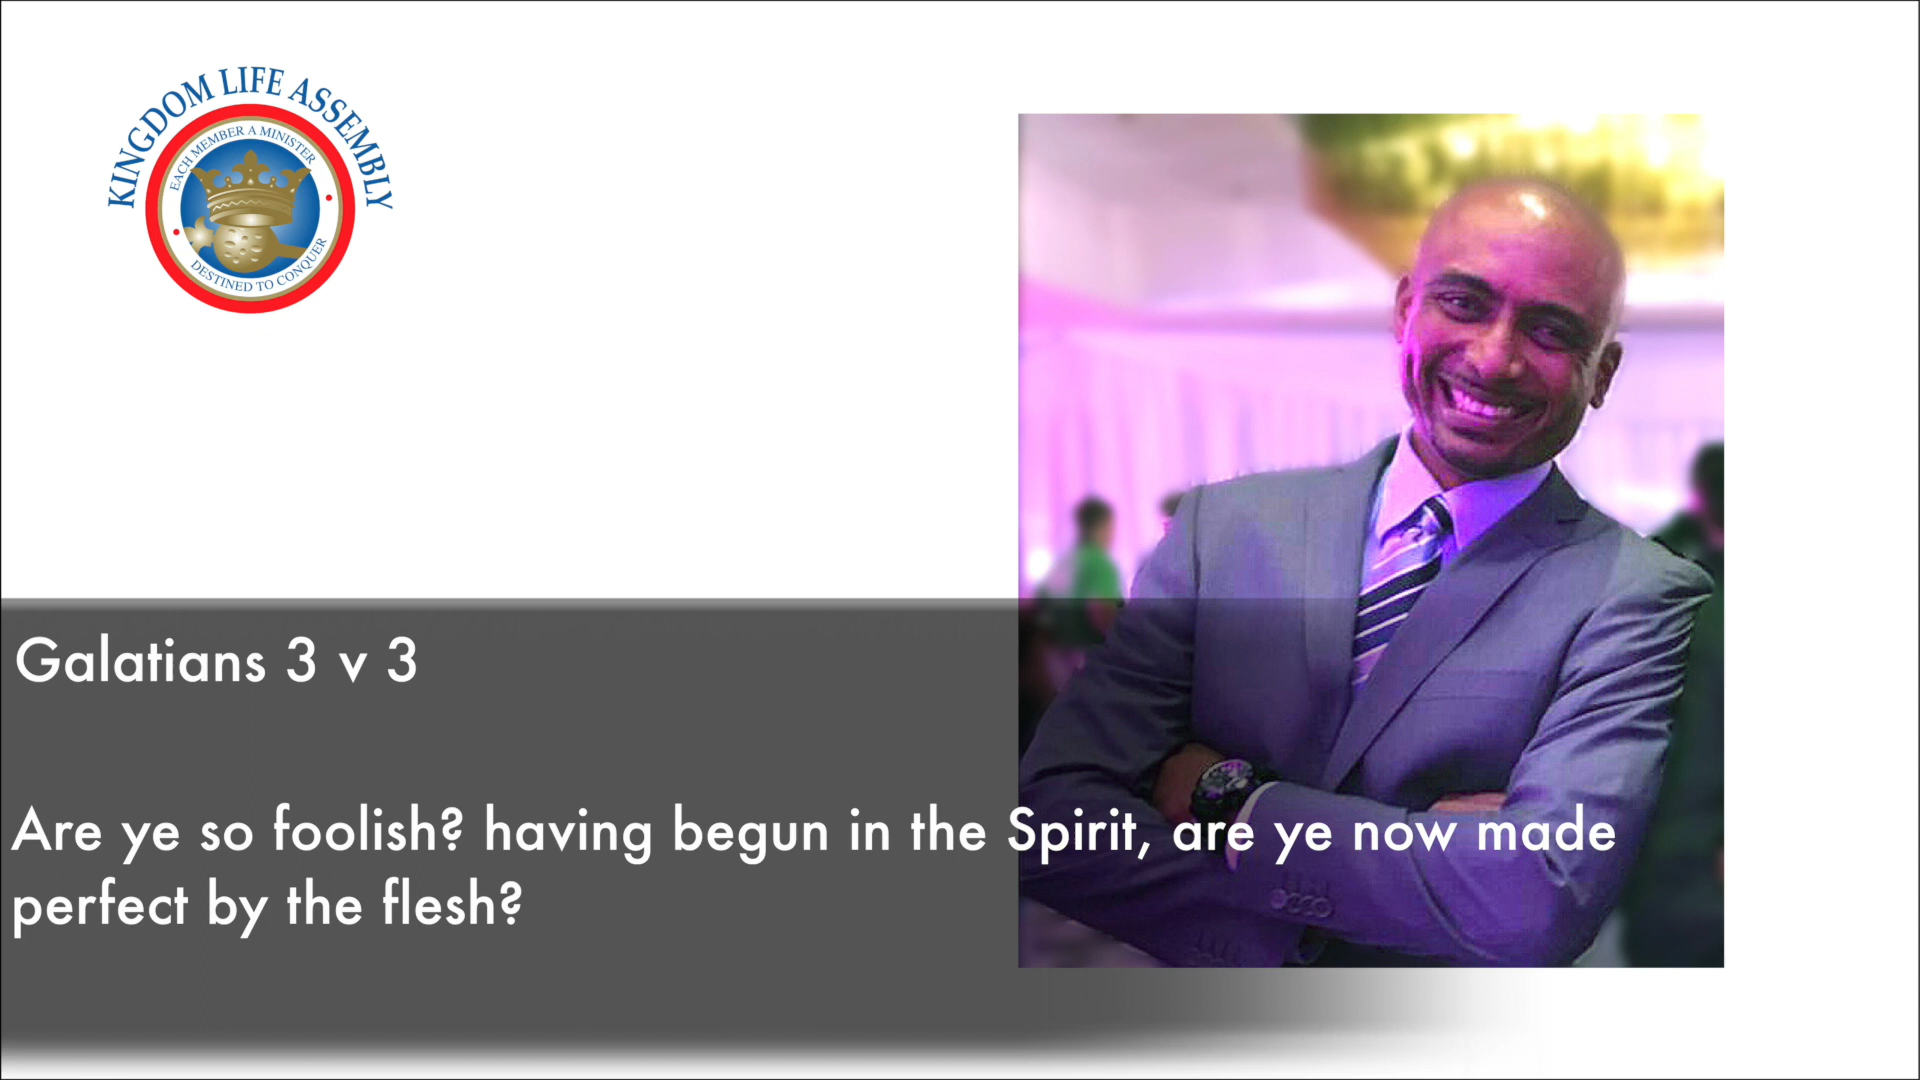 KINGDOM LIFE ASSEMBLY
EACH MEMBER A MINISTER
DESTINED TO CONQUER
Galatians 3 v 3
Are ye so foolish? having begun in the Spirit, are ye now made
perfect by the flesh?